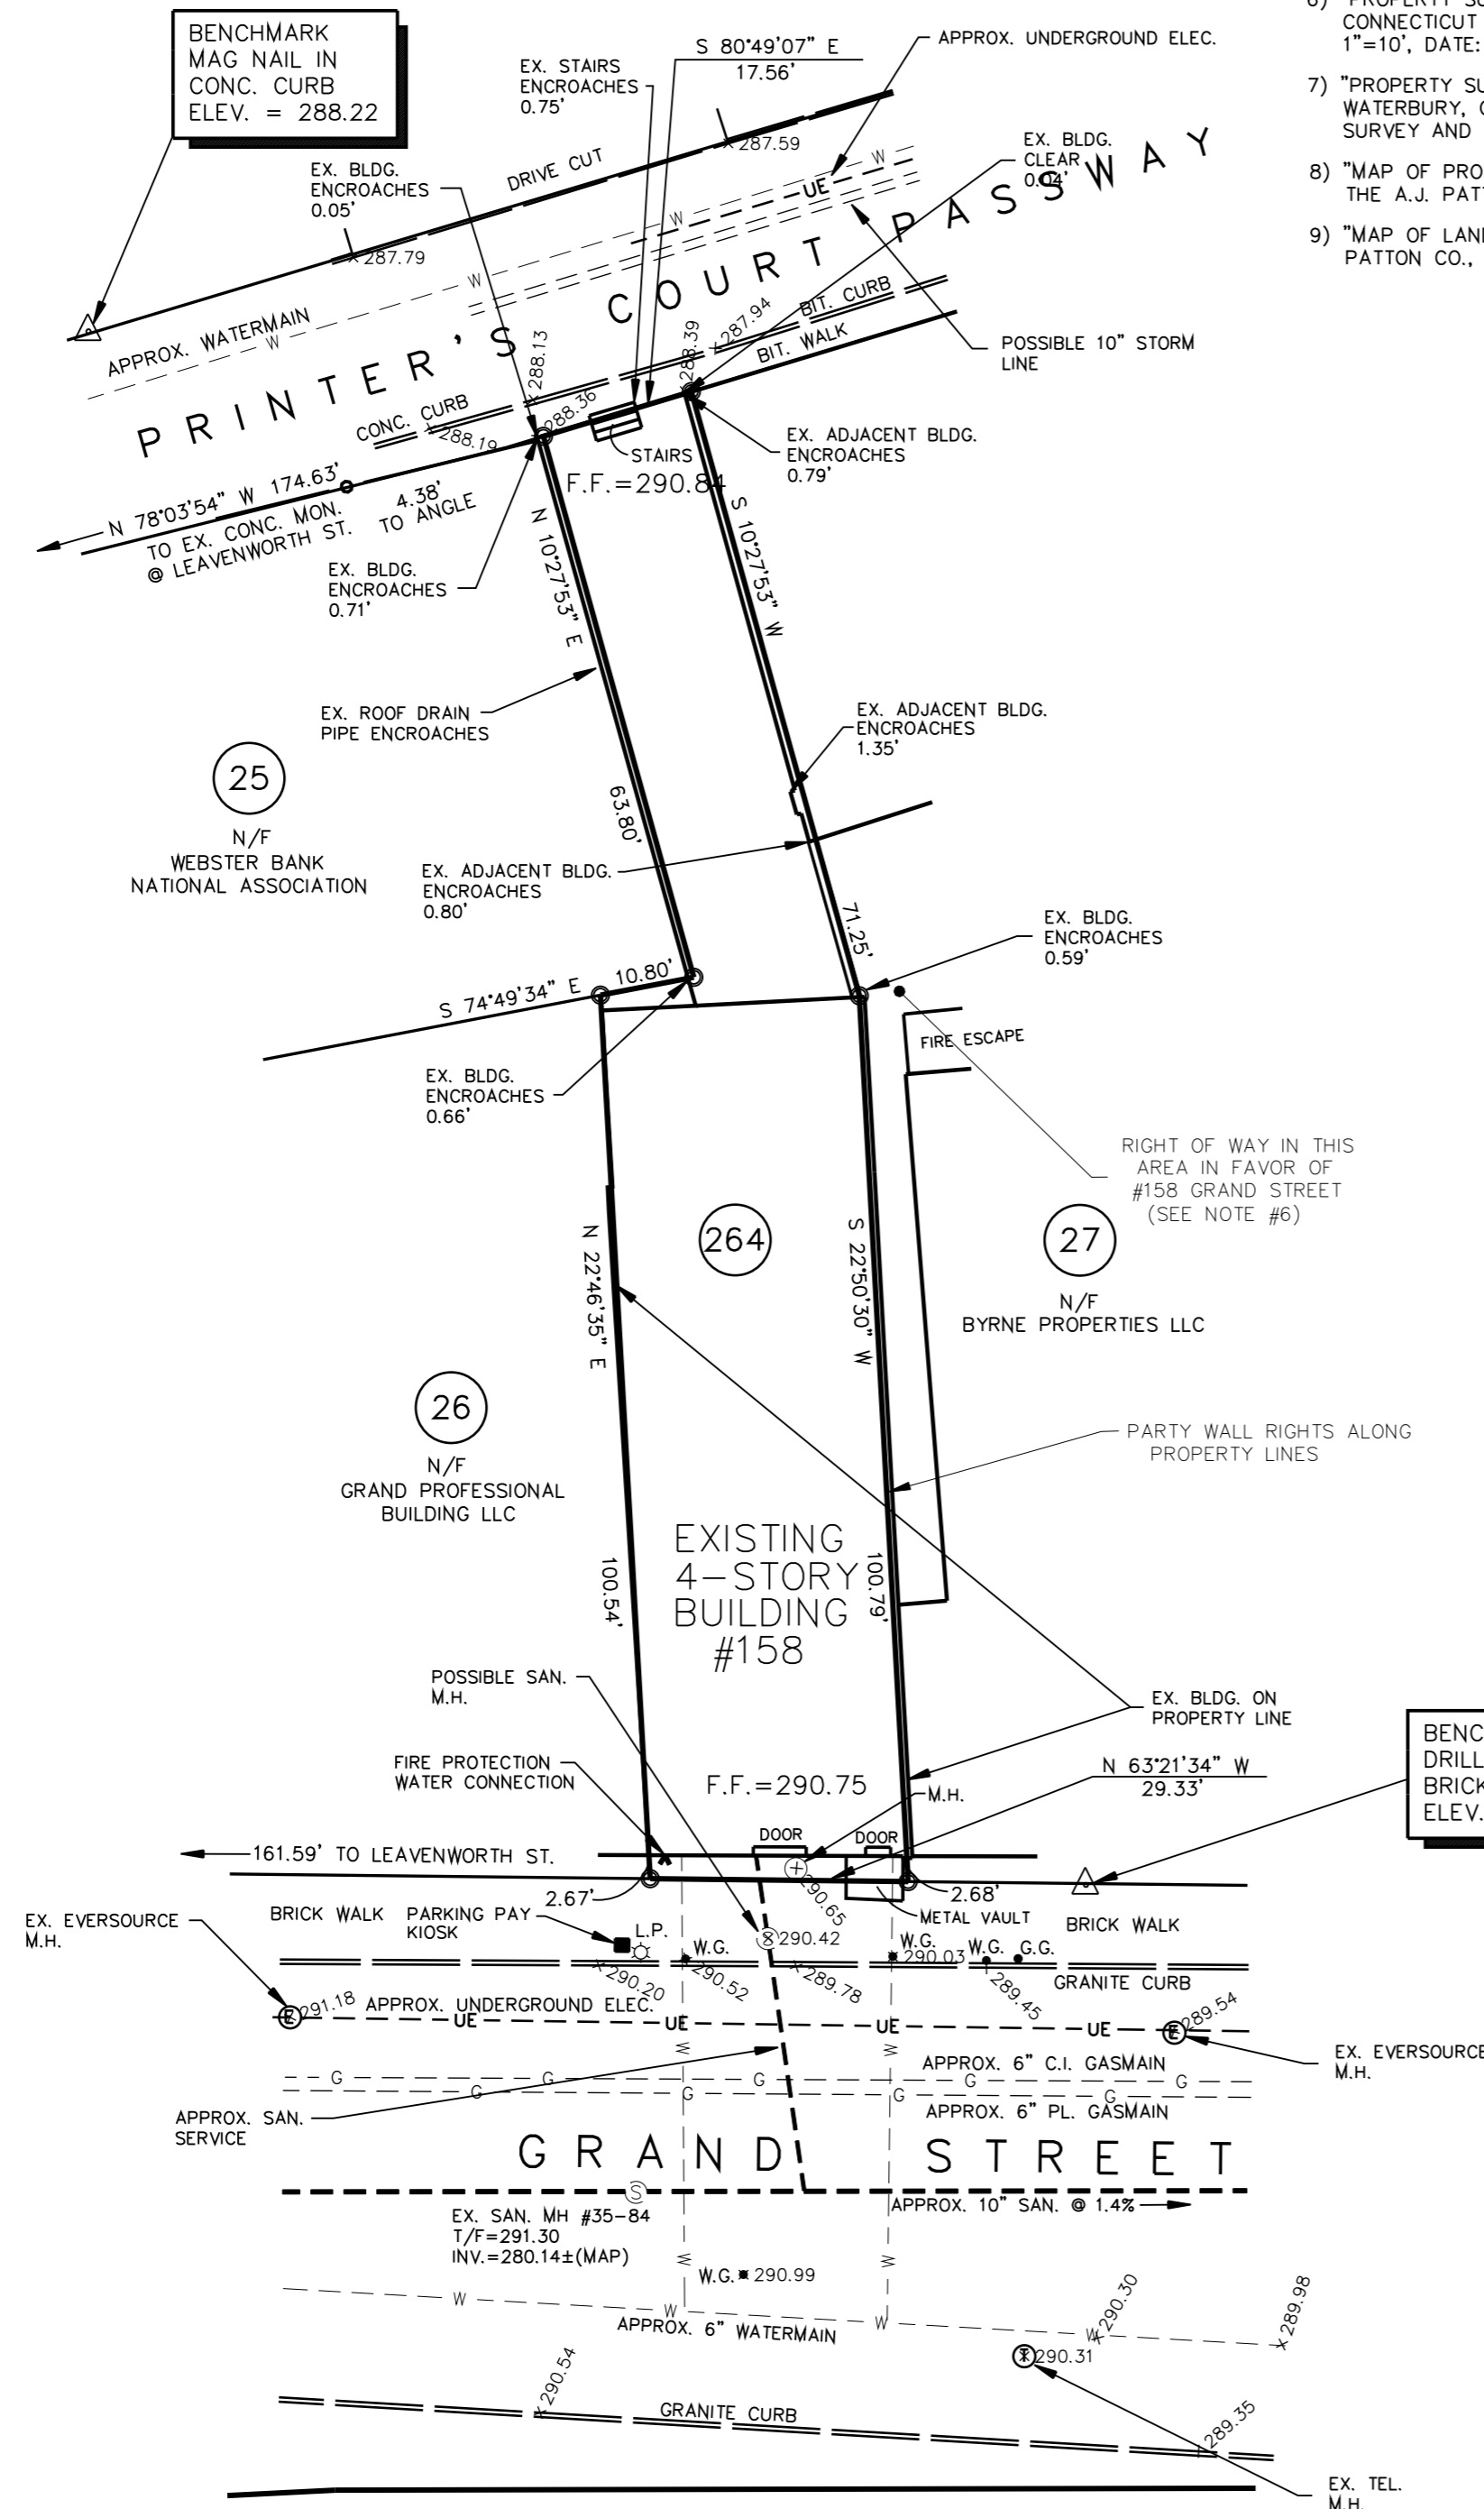 BENCHMARK
MAG NAIL IN
CONC. CURB
ELEV. = 288.22
EX. STAIRS
ENCROACHES
0.75'
S 80°49'07" E
17.56'
APPROX. UNDERGROUND ELEC.
CONNECTICUT
1"=10', DATE:
7) "PROPERTY SU
WATERBURY, C
SURVEY AND
8) "MAP OF PRO
THE A.J. PAT
9) "MAP OF LAN
PATTON CO.,
EX. BLDG.
ENCROACHES
0.05'
DRIVE CUT
287.59
EX. BLDG.
CLEAR
0.04'
287.79
W
UE
W
W
APPROX. WATERMAIN
W
PRINTER'S COURT PASSWAY
CONC. CURB
288.13
288.36
288.19
288.39
287.94
BIT. CURB
BIT. WALK
POSSIBLE 10" STORM
LINE
STAIRS
F.F.=290.84
EX. ADJACENT BLDG.
ENCROACHES
0.79'
N 78°03'54" W 174.63'
TO EX. CONC. MON.
@ LEAVENWORTH ST.
4.38'
TO ANGLE
EX. BLDG.
ENCROACHES
0.71'
N 10°27'53" E
S 10°27'53" W
EX. ROOF DRAIN
PIPE ENCROACHES
EX. ADJACENT BLDG.
ENCROACHES
1.35'
25
N/F
WEBSTER BANK
NATIONAL ASSOCIATION
63.80'
EX. ADJACENT BLDG.
ENCROACHES
0.80'
71.25'
EX. BLDG.
ENCROACHES
0.59'
S 74°49'34" E
10.80'
FIRE ESCAPE
EX. BLDG.
ENCROACHES
0.66'
RIGHT OF WAY IN THIS
AREA IN FAVOR OF
#158 GRAND STREET
(SEE NOTE #6)
N 22°46'35" E
264
S 22°50'30" W
27
N/F
BYRNE PROPERTIES LLC
26
N/F
GRAND PROFESSIONAL
BUILDING LLC
PARTY WALL RIGHTS ALONG
PROPERTY LINES
100.54'
EXISTING
4-STORY
BUILDING
#158
100.79'
POSSIBLE SAN.
M.H.
EX. BLDG. ON
PROPERTY LINE
FIRE PROTECTION
WATER CONNECTION
F.F.=290.75
M.H.
N 63°21'34" W
29.33'
BENC
DRILL
BRICK
ELEV.
161.59' TO LEAVENWORTH ST.
DOOR
DOOR
2.67'
290.65
2.68'
METAL VAULT
EX. EVERSOURCE
M.H.
BRICK WALK
PARKING PAY
KIOSK
L.P.
W.G.
290.42
W.G.
290.03
W.G.
G.G.
BRICK WALK
290.20
290.52
289.78
289.45
GRANITE CURB
291.18
APPROX. UNDERGROUND ELEC.
UE
UE
UE
UE
E
289.54
EX. EVERSOURCE
M.H.
W
W
APPROX. 6" C.I. GASMAIN
G
G
G
G
G
G
G
G
G
APPROX. 6" PL. GASMAIN
APPROX. SAN.
SERVICE
GRAND STREET
S
APPROX. 10" SAN. @ 1.4%
EX. SAN. MH #35-84
T/F=291.30
INV.=280.14±(MAP)
W
W
W.G.
290.99
W
W
W
W
APPROX. 6" WATERMAIN
290.30
289.98
T
290.31
290.54
GRANITE CURB
289.35
EX. TEL.
M.H.